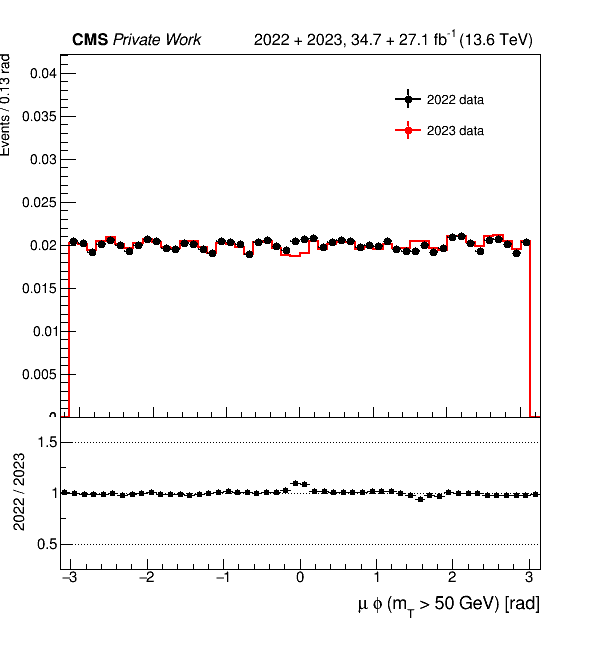 CMS Private Work 2022 + 2023, 34.7 + 27.1 fb-1 (13.6 TeV)
Events / 0.13 rad
0.04
0.035
0.03
0.025
0.02
0.015
0.01
0.005
0
2022 data
2023 data
2022 / 2023
1.5
1
0.5
−3 −2 −1 0 1 2 3
μ ϕ (mT > 50 GeV) [rad]